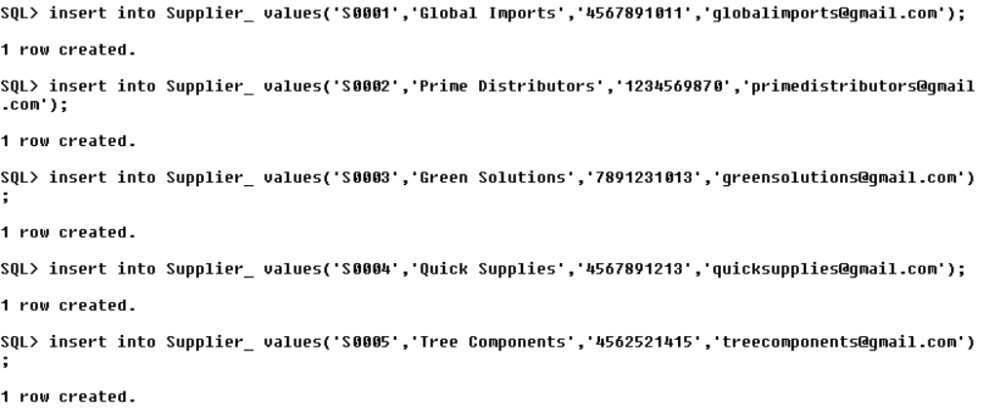 SQL> insert into Supplier_ values('S0001','Global Imports','4567891011','globalimports@gmail.com');
1 row created.
SQL> insert into Supplier_ values('S0002','Prime Distributors','1234569870','primedistributors@gmail
.com');
1 row created.
SQL> insert into Supplier_ values('S0003','Green Solutions','7891231013','greensolutions@gmail.com')
;
1 row created.
SQL> insert into Supplier_ values('S0004','Quick Supplies','4567891213','quicksupplies@gmail.com');
1 row created.
SQL> insert into Supplier_ values('S0005','Tree Components','4562521415','treecomponents@gmail.com')
;
1 row created.